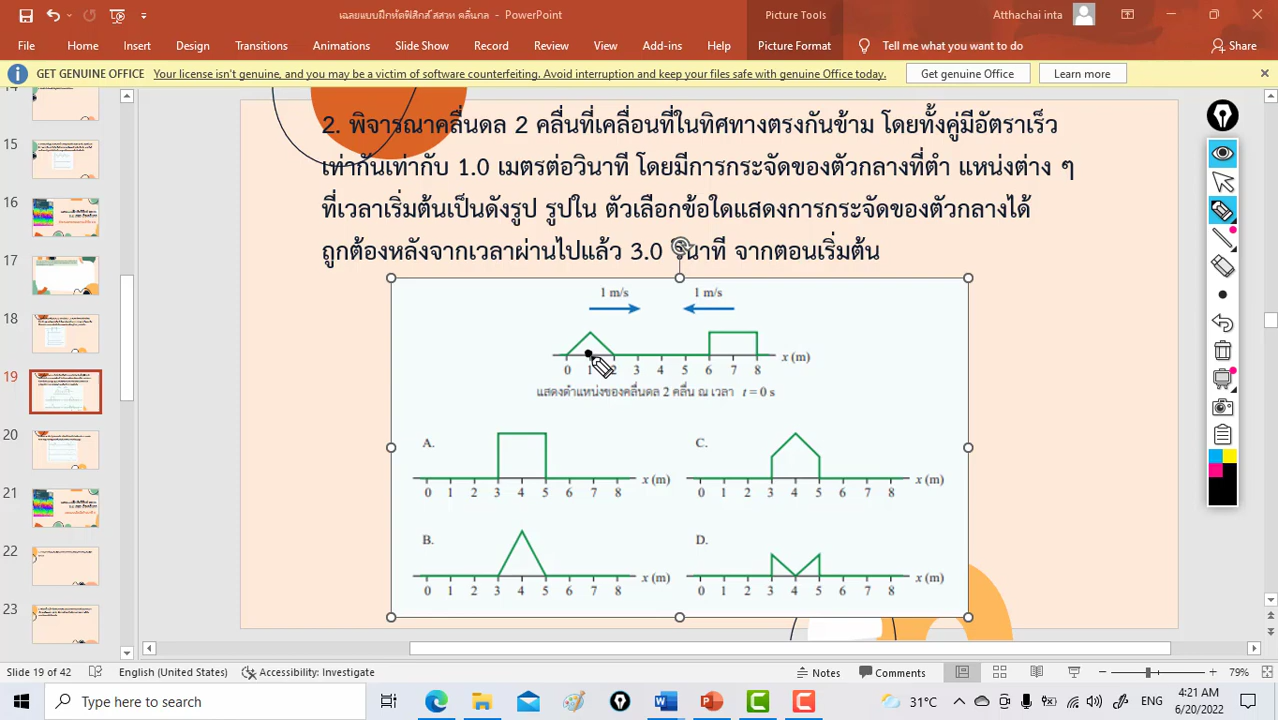 เฉลยแบบฝึกหัดฟิสิกส์ สสวท คลื่นกล - PowerPoint
Picture Tools
Atthachai inta
File Home Insert Design Transitions Animations Slide Show Record Review View Add-ins Help Picture Format Tell me what you want to do Share
GET GENUINE OFFICE Your license isn't genuine, and you may be a victim of software counterfeiting. Avoid interruption and keep your files safe with genuine Office today. Get genuine Office Learn more
2. พิจารณาคลื่นดล 2 คลื่นที่เคลื่อนที่ในทิศทางตรงกันข้าม โดยทั้งคู่มีอัตราเร็ว
เท่ากันเท่ากับ 1.0 เมตรต่อวินาที โดยมีการกระจัดของตัวกลางที่ตำ แหน่งต่าง ๆ
ที่เวลาเริ่มต้นเป็นดังรูป รูปใน ตัวเลือกข้อใดแสดงการกระจัดของตัวกลางได้
ถูกต้องหลังจากเวลาผ่านไปแล้ว 3.0 นาที จากตอนเริ่มต้น
1 m/s 1 m/s
x (m)
0 1 2 3 4 5 6 7 8
แสดงตำแหน่งของคลื่นดล 2 คลื่น ณ เวลา t = 0 s
A. C.
x (m) x (m)
0 1 2 3 4 5 6 7 8 0 1 2 3 4 5 6 7 8
B. D.
x (m) x (m)
0 1 2 3 4 5 6 7 8 0 1 2 3 4 5 6 7 8
15
16
17
18
19
20
21
22
23
Slide 19 of 42 English (United States) Accessibility: Investigate Notes Comments 79%
Type here to search
31°C ENG
4:21 AM
6/20/2022